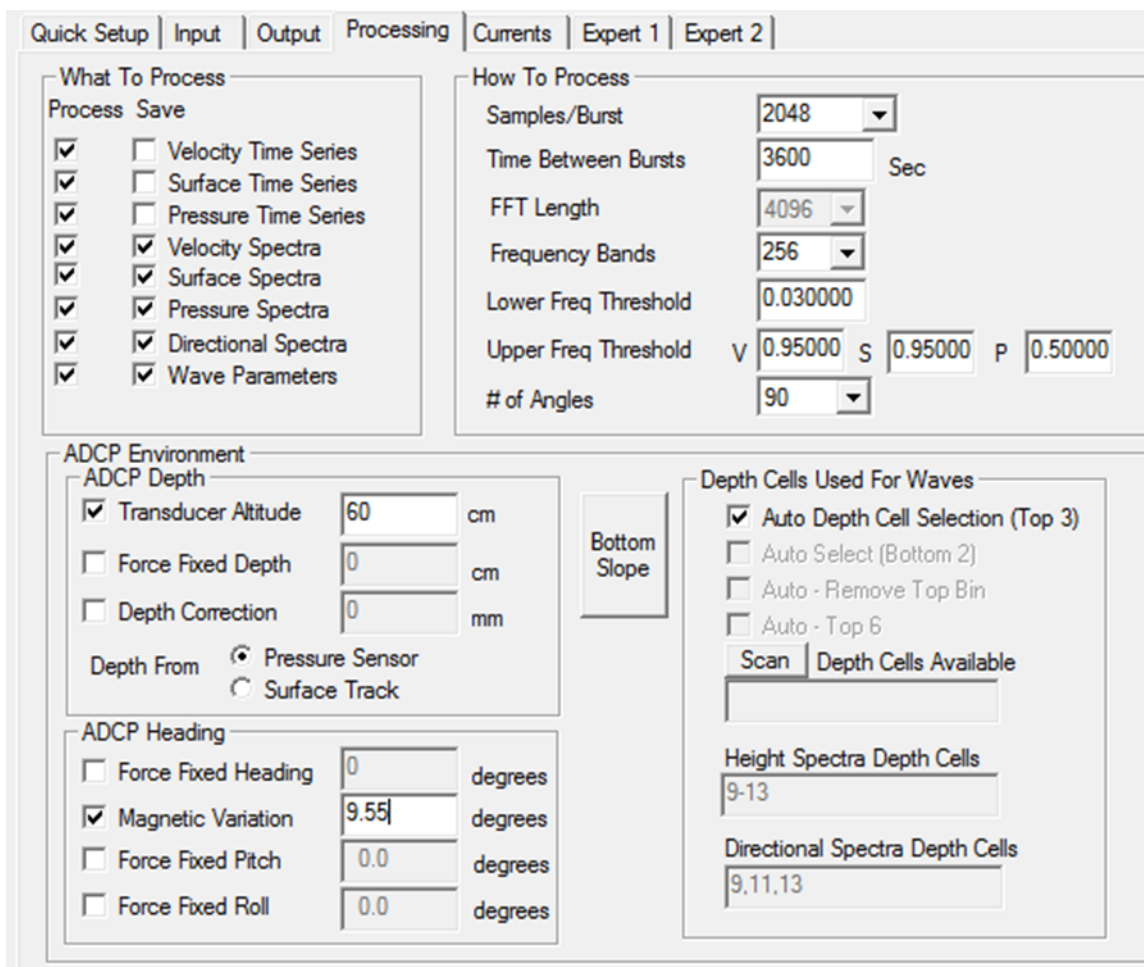 Quick Setup Input Output Processing Currents Expert 1 Expert 2
What To Process
Process Save
Velocity Time Series
Surface Time Series
Pressure Time Series
Velocity Spectra
Surface Spectra
Pressure Spectra
Directional Spectra
Wave Parameters
How To Process
Samples/Burst 2048
Time Between Bursts 3600 Sec
FFT Length 4096
Frequency Bands 256
Lower Freq Threshold 0.030000
Upper Freq Threshold V 0.95000 S 0.95000 P 0.50000
# of Angles 90
ADCP Environment
ADCP Depth
Transducer Altitude 60 cm
Force Fixed Depth 0 cm
Depth Correction 0 mm
Depth From Pressure Sensor
Surface Track
Bottom
Slope
ADCP Heading
Force Fixed Heading 0 degrees
Magnetic Variation 9.55 degrees
Force Fixed Pitch 0.0 degrees
Force Fixed Roll 0.0 degrees
Depth Cells Used For Waves
Auto Depth Cell Selection (Top 3)
Auto Select (Bottom 2)
Auto - Remove Top Bin
Auto - Top 6
Scan Depth Cells Available
Height Spectra Depth Cells
9-13
Directional Spectra Depth Cells
9,11,13